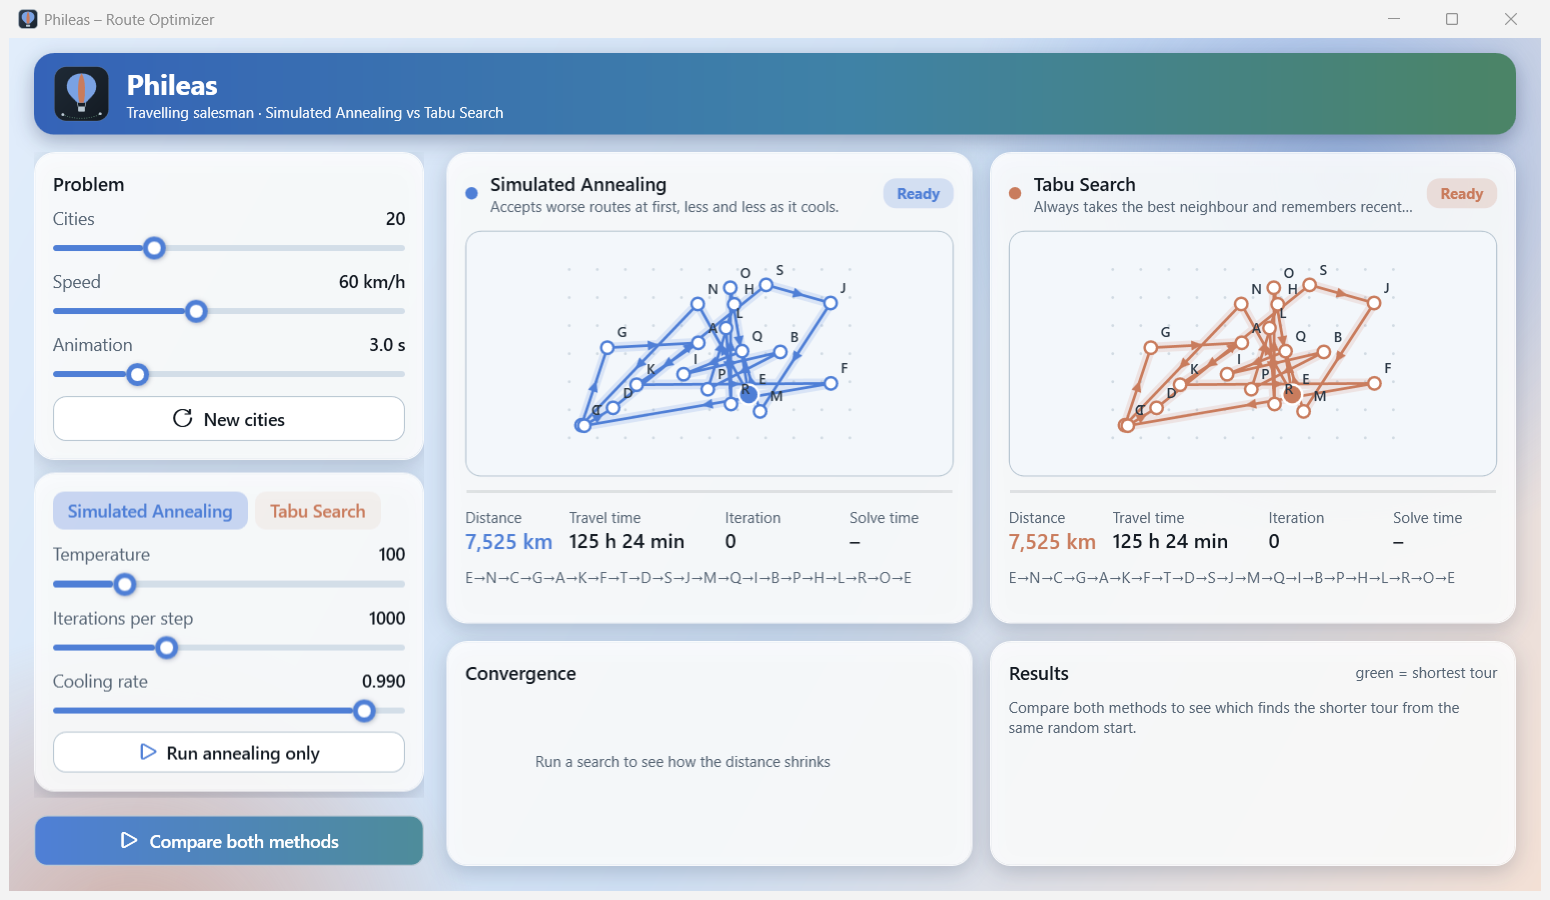 Phileas – Route Optimizer
Phileas
Travelling salesman · Simulated Annealing vs Tabu Search
Problem
Cities 20
Speed 60 km/h
Animation 3.0 s
New cities
Simulated Annealing Tabu Search
Temperature 100
Iterations per step 1000
Cooling rate 0.990
Run annealing only
Compare both methods
Simulated Annealing Ready
Accepts worse routes at first, less and less as it cools.
O S
N H J
L
G A Q B
I
K P E F
D R M
C
Distance Travel time Iteration Solve time
7,525 km 125 h 24 min 0 –
E→N→C→G→A→K→F→T→D→S→J→M→Q→I→B→P→H→L→R→O→E
Tabu Search Ready
Always takes the best neighbour and remembers recent...
O S
N H J
L
G A Q B
I
K P E F
D R M
C
Distance Travel time Iteration Solve time
7,525 km 125 h 24 min 0 –
E→N→C→G→A→K→F→T→D→S→J→M→Q→I→B→P→H→L→R→O→E
Convergence
Run a search to see how the distance shrinks
Results green = shortest tour
Compare both methods to see which finds the shorter tour from the
same random start.